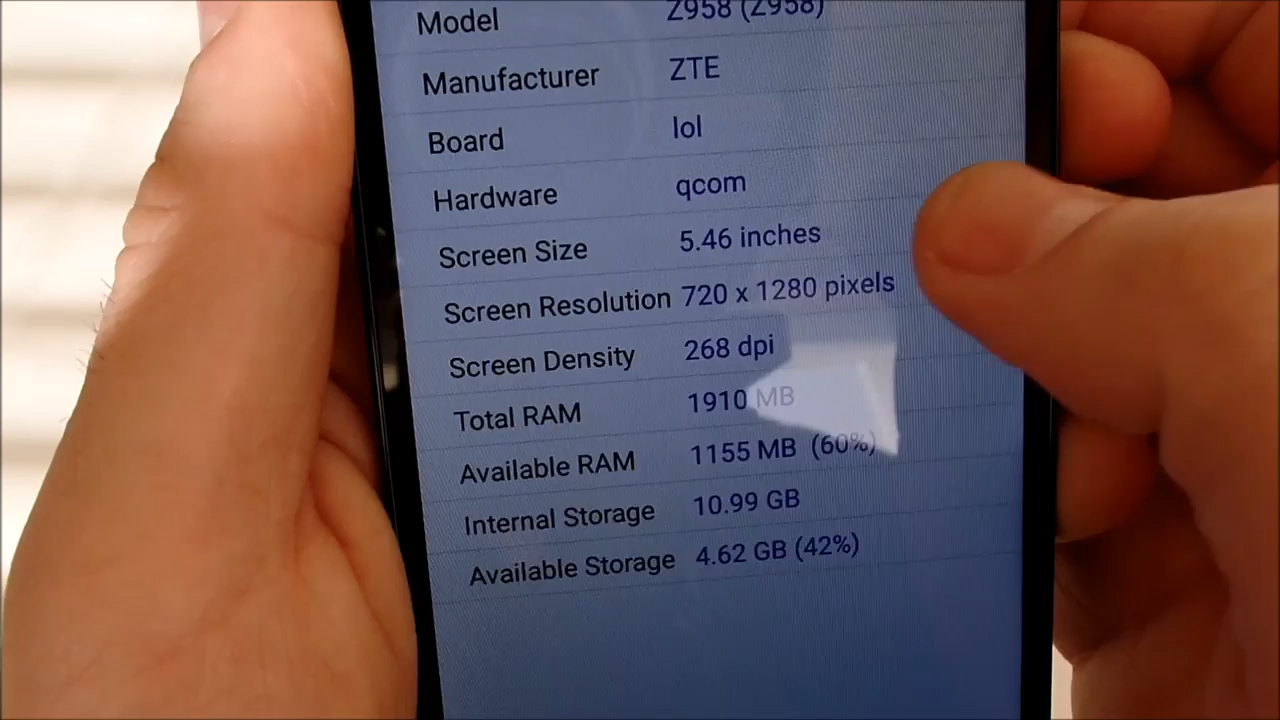 Model Z958 (Z958)
Manufacturer ZTE
Board lol
Hardware qcom
Screen Size 5.46 inches
Screen Resolution 720 x 1280 pixels
Screen Density 268 dpi
Total RAM 1910 MB
Available RAM 1155 MB (60%)
Internal Storage 10.99 GB
Available Storage 4.62 GB (42%)